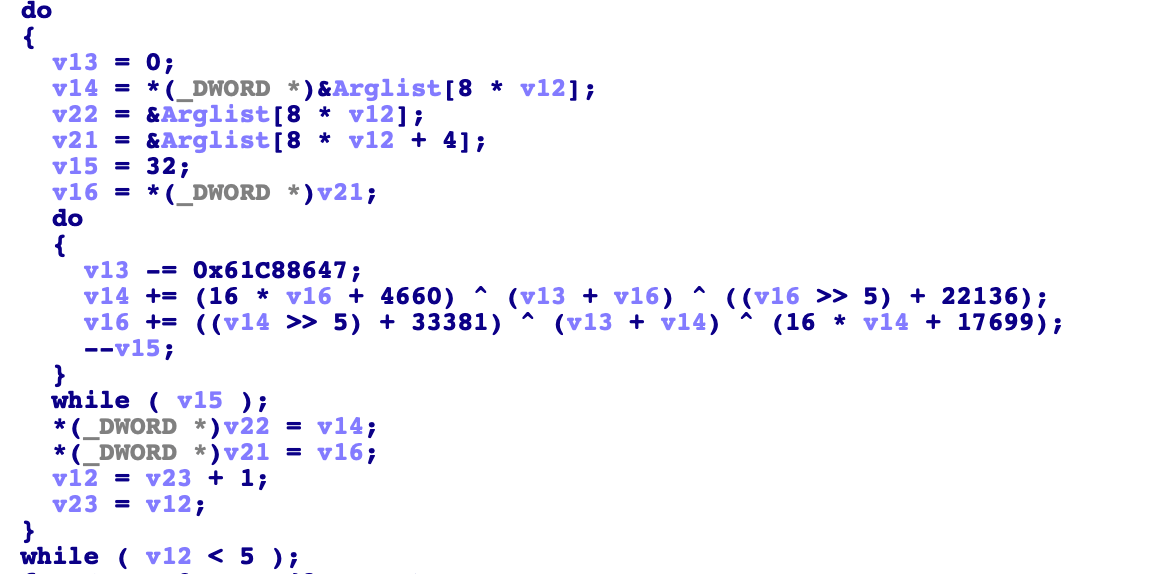 do
{
v13 = 0;
v14 = *(_DWORD *)&Arglist[8 * v12];
v22 = &Arglist[8 * v12];
v21 = &Arglist[8 * v12 + 4];
v15 = 32;
v16 = *(_DWORD *)v21;
do
{
v13 -= 0x61C88647;
v14 += (16 * v16 + 4660) ^ (v13 + v16) ^ ((v16 >> 5) + 22136);
v16 += ((v14 >> 5) + 33381) ^ (v13 + v14) ^ (16 * v14 + 17699);
--v15;
}
while ( v15 );
*(_DWORD *)v22 = v14;
*(_DWORD *)v21 = v16;
v12 = v23 + 1;
v23 = v12;
}
while ( v12 < 5 );